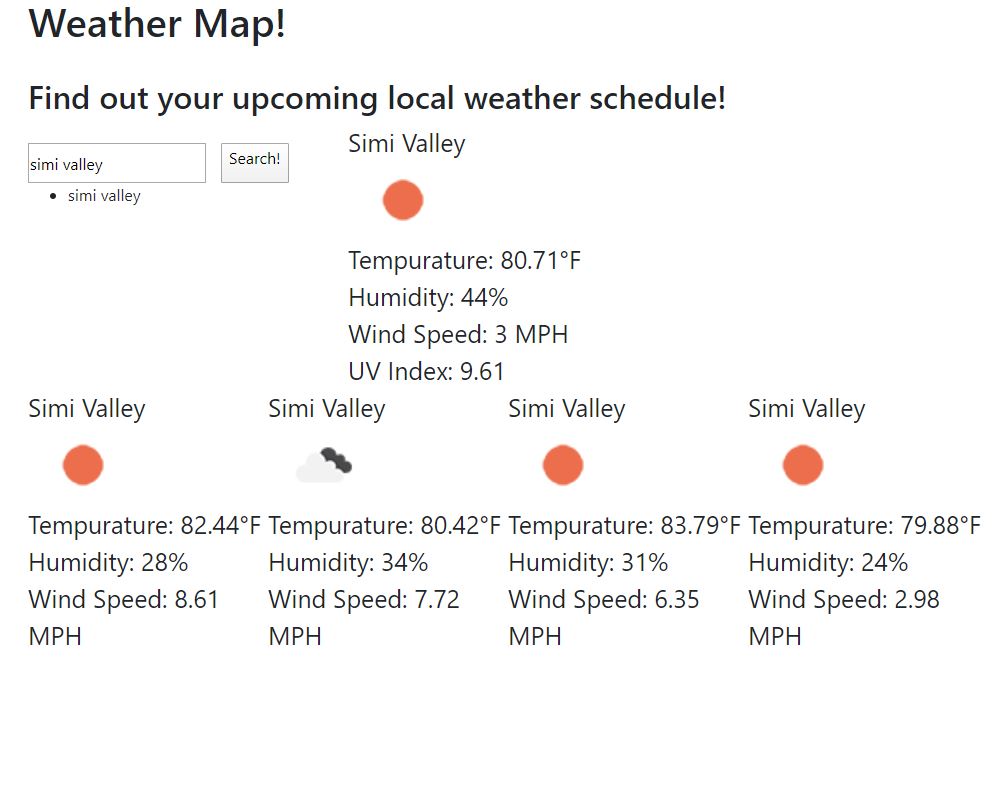 Weather Map!
Find out your upcoming local weather schedule!
simi valley
Search!
• simi valley
Simi Valley
Tempurature: 80.71°F
Humidity: 44%
Wind Speed: 3 MPH
UV Index: 9.61
Simi Valley
Tempurature: 82.44°F
Humidity: 28%
Wind Speed: 8.61
MPH
Simi Valley
Tempurature: 80.42°F
Humidity: 34%
Wind Speed: 7.72
MPH
Simi Valley
Tempurature: 83.79°F
Humidity: 31%
Wind Speed: 6.35
MPH
Simi Valley
Tempurature: 79.88°F
Humidity: 24%
Wind Speed: 2.98
MPH